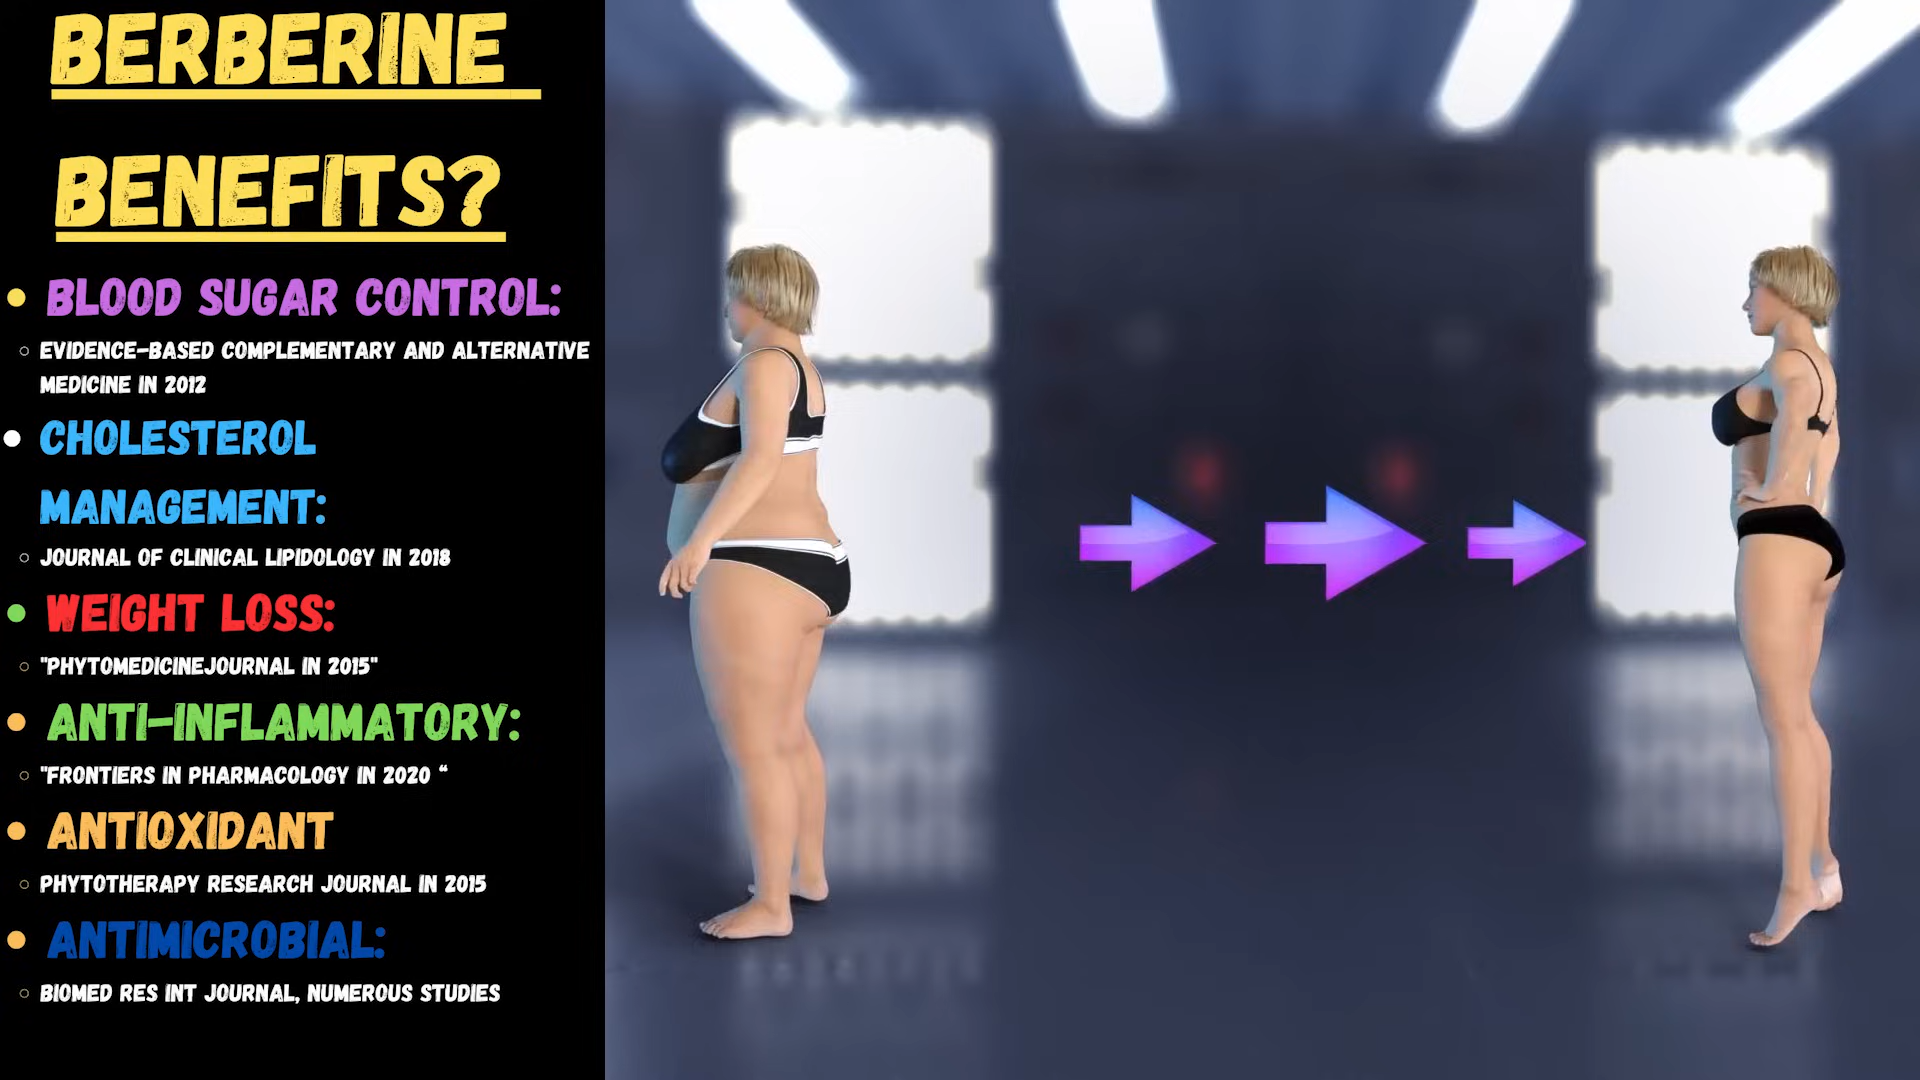 BERBERINE
BENEFITS?
BLOOD SUGAR CONTROL:
EVIDENCE-BASED COMPLEMENTARY AND ALTERNATIVE
MEDICINE IN 2012
CHOLESTEROL
MANAGEMENT:
JOURNAL OF CLINICAL LIPIDOLOGY IN 2018
WEIGHT LOSS:
"PHYTOMEDICINEJOURNAL IN 2015"
ANTI-INFLAMMATORY:
"FRONTIERS IN PHARMACOLOGY IN 2020 “
ANTIOXIDANT
PHYTOTHERAPY RESEARCH JOURNAL IN 2015
ANTIMICROBIAL:
BIOMED RES INT JOURNAL, NUMEROUS STUDIES